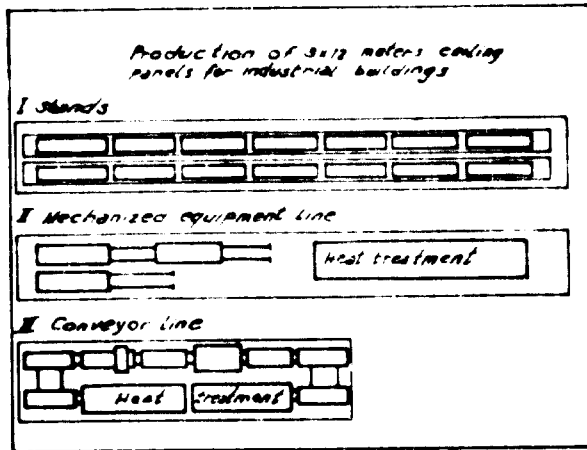 Production of 3x12 meters ceiling
panels for industrial buildings
I Stands
II Mechanized equipment line
Heat treatment
III Conveyor line
Heat treatment